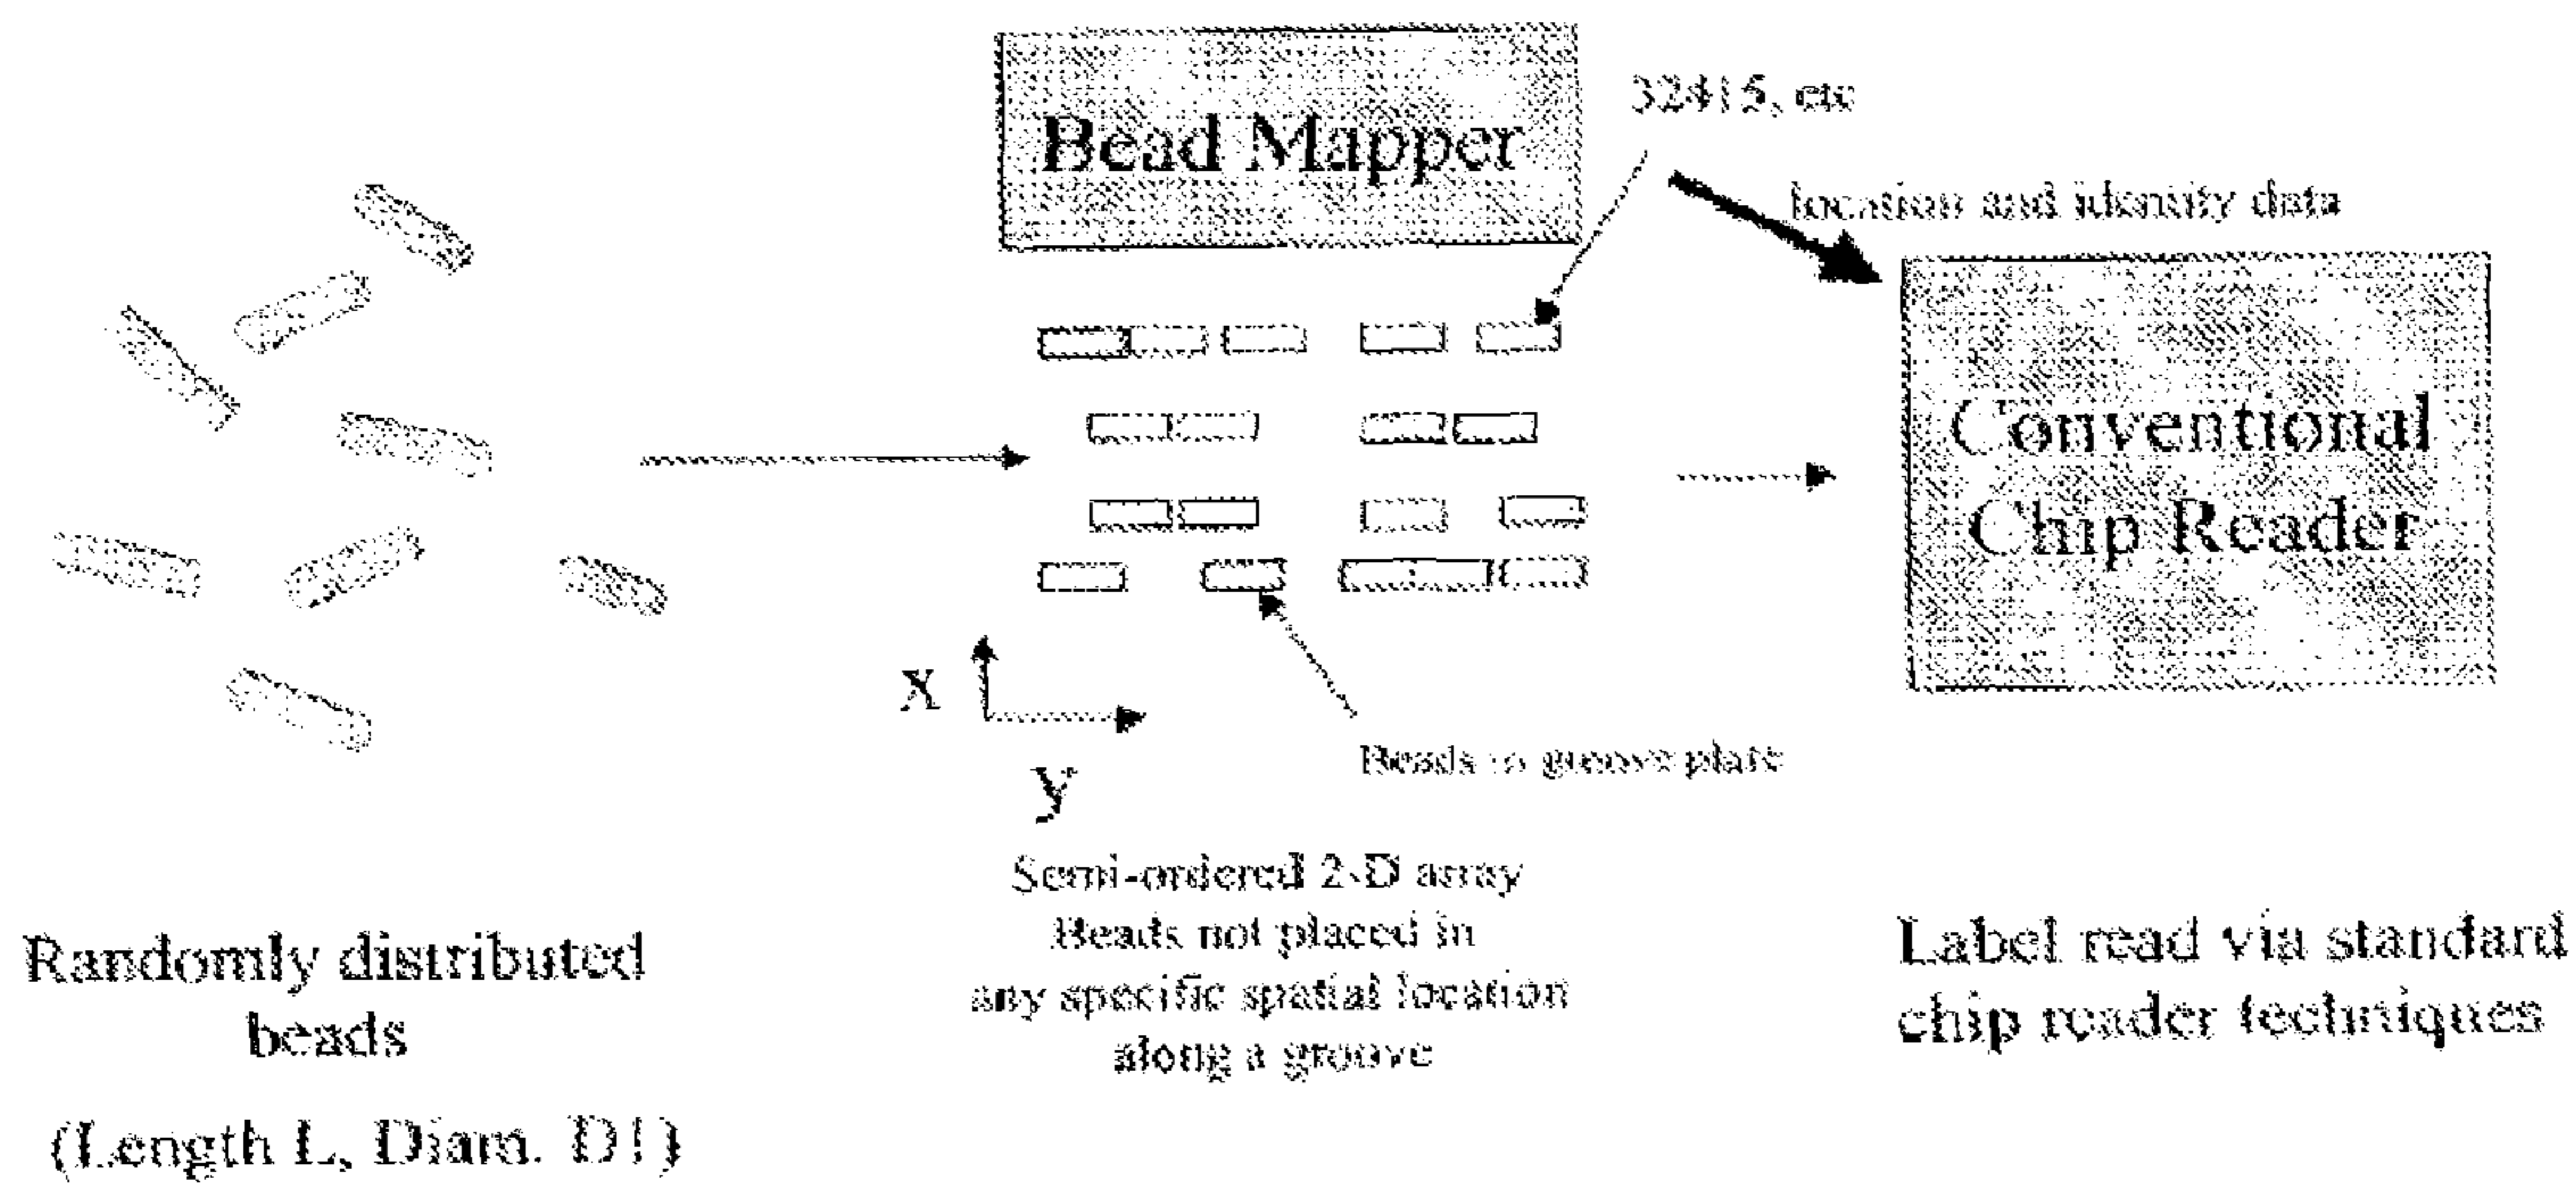 Bead Mapper
32415, etc
location and identity data
Conventional
Chip Reader
x
y
Beads in groove plate
Semi-ordered 2-D array
Beads not placed in
any specific spatial location
along a groove
Randomly distributed
beads
(Length L, Diam. D!)
Label read via standard
chip reader techniques